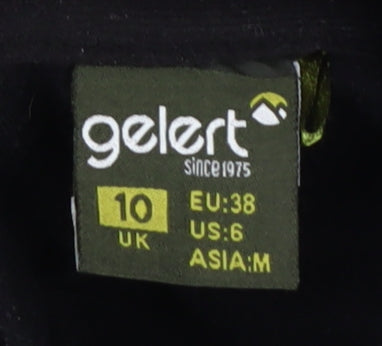 gelert
since 1975
10
UK
EU:38
US:6
ASIA:M